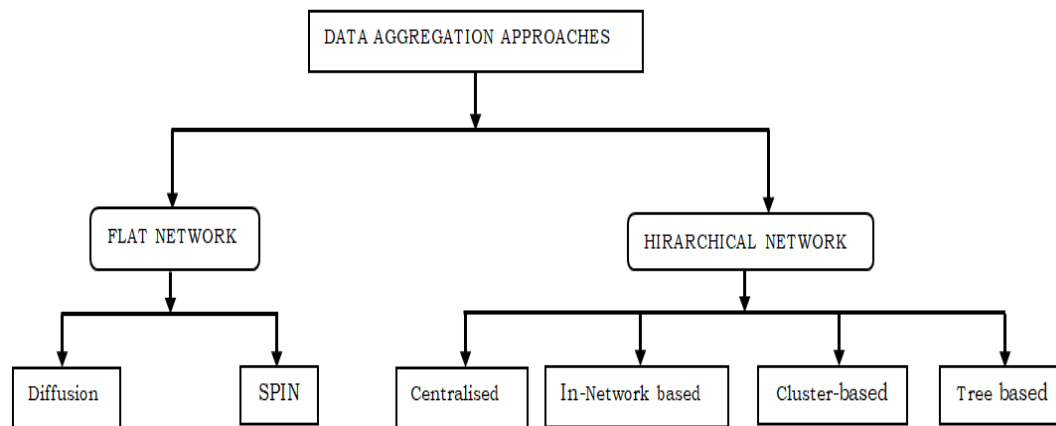 DATA AGGREGATION APPROACHES
FLAT NETWORK
HIRARCHICAL NETWORK
Diffusion
SPIN
Centralised
In-Network based
Cluster-based
Tree based